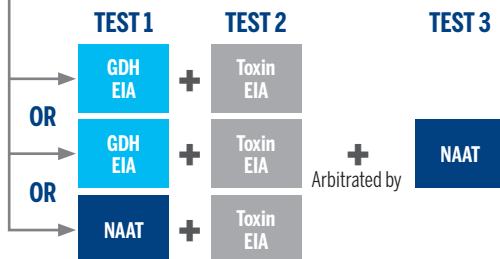 TEST 1 TEST 2 TEST 3
GDH
EIA
Toxin
EIA
OR
GDH
EIA
Toxin
EIA
Arbitrated by
NAAT
OR
NAAT
Toxin
EIA